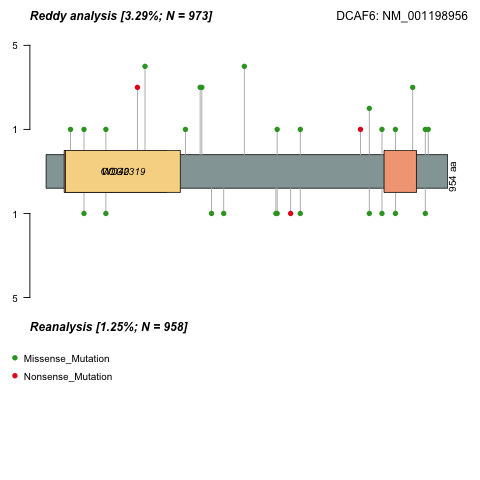 Reddy analysis [3.29%; N = 973]
DCAF6: NM_001198956
5
1
954 aa
1
5
Reanalysis [1.25%; N = 958]
Missense_Mutation
Nonsense_Mutation